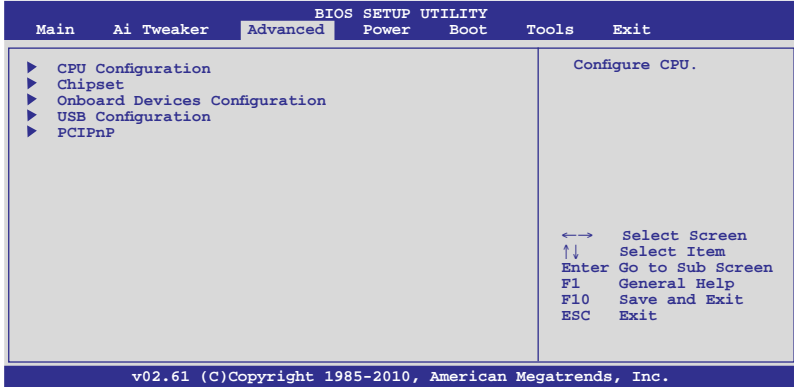 BIOS SETUP UTILITY
Main Ai Tweaker Advanced Power Boot Tools Exit
CPU Configuration
Chipset
Onboard Devices Configuration
USB Configuration
PCIPnP
Configure CPU.
←→ Select Screen
↑↓ Select Item
Enter Go to Sub Screen
F1 General Help
F10 Save and Exit
ESC Exit
v02.61 (C)Copyright 1985-2010, American Megatrends, Inc.